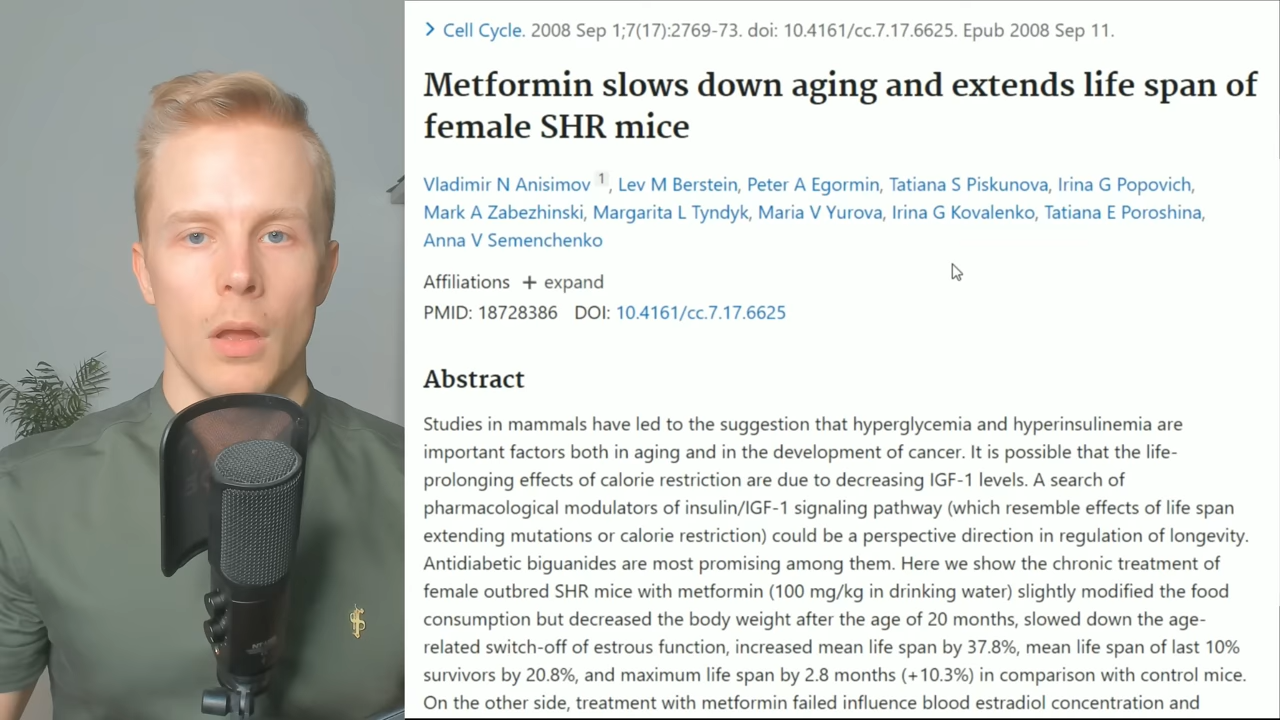 Cell Cycle. 2008 Sep 1;7(17):2769-73. doi: 10.4161/cc.7.17.6625. Epub 2008 Sep 11.
Metformin slows down aging and extends life span of
female SHR mice
Vladimir N Anisimov 1, Lev M Berstein, Peter A Egormin, Tatiana S Piskunova, Irina G Popovich,
Mark A Zabezhinski, Margarita L Tyndyk, Maria V Yurova, Irina G Kovalenko, Tatiana E Poroshina,
Anna V Semenchenko
Affiliations + expand
PMID: 18728386 DOI: 10.4161/cc.7.17.6625
Abstract
Studies in mammals have led to the suggestion that hyperglycemia and hyperinsulinemia are
important factors both in aging and in the development of cancer. It is possible that the life-
prolonging effects of calorie restriction are due to decreasing IGF-1 levels. A search of
pharmacological modulators of insulin/IGF-1 signaling pathway (which resemble effects of life span
extending mutations or calorie restriction) could be a perspective direction in regulation of longevity.
Antidiabetic biguanides are most promising among them. Here we show the chronic treatment of
female outbred SHR mice with metformin (100 mg/kg in drinking water) slightly modified the food
consumption but decreased the body weight after the age of 20 months, slowed down the age-
related switch-off of estrous function, increased mean life span by 37.8%, mean life span of last 10%
survivors by 20.8%, and maximum life span by 2.8 months (+10.3%) in comparison with control mice.
On the other side, treatment with metformin failed influence blood estradiol concentration and